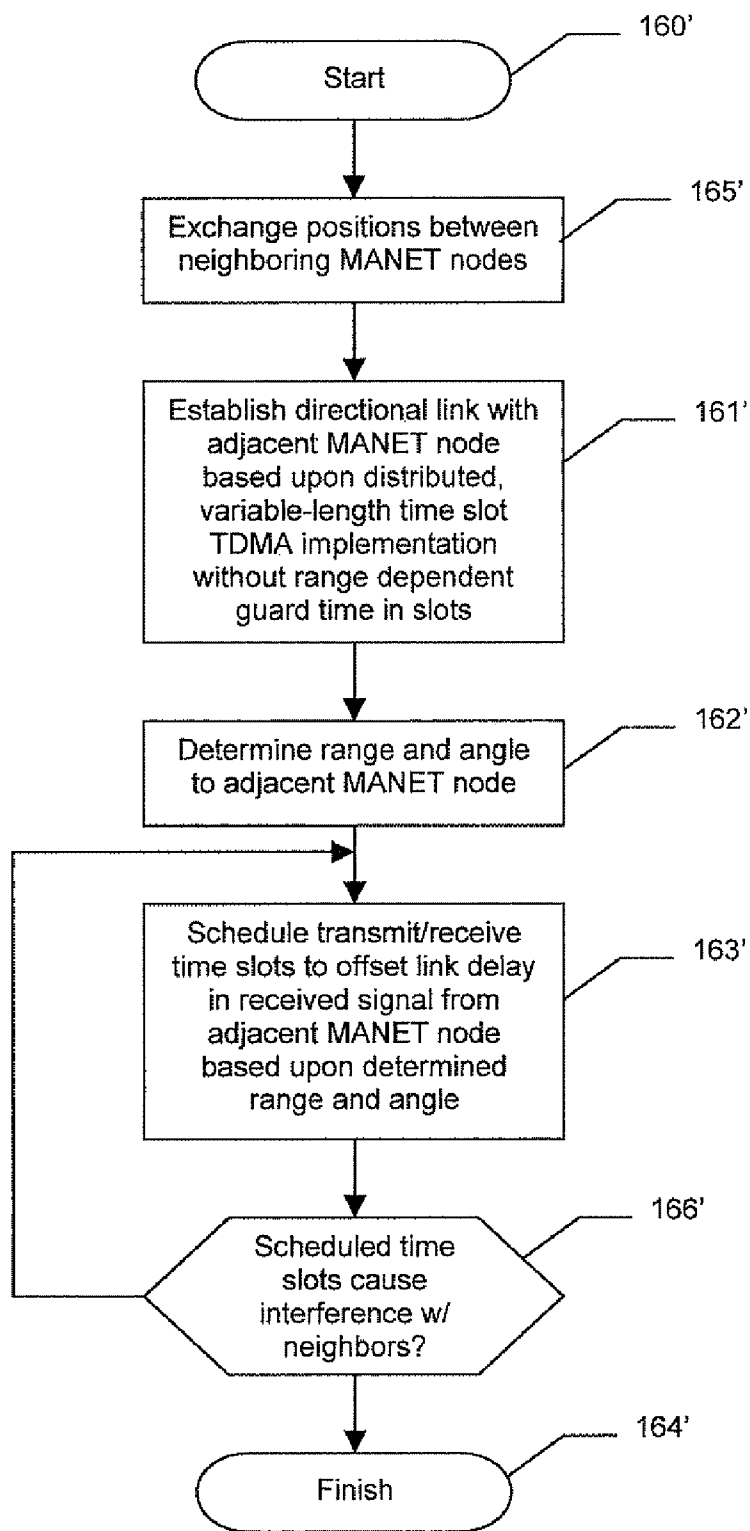 160'
Start
165'
Exchange positions between
neighboring MANET nodes
161'
Establish directional link with
adjacent MANET node
based upon distributed,
variable-length time slot
TDMA implementation
without range dependent
guard time in slots
162'
Determine range and angle
to adjacent MANET node
163'
Schedule transmit/receive
time slots to offset link delay
in received signal from
adjacent MANET node
based upon determined
range and angle
166'
Scheduled time
slots cause
interference w/
neighbors?
164'
Finish